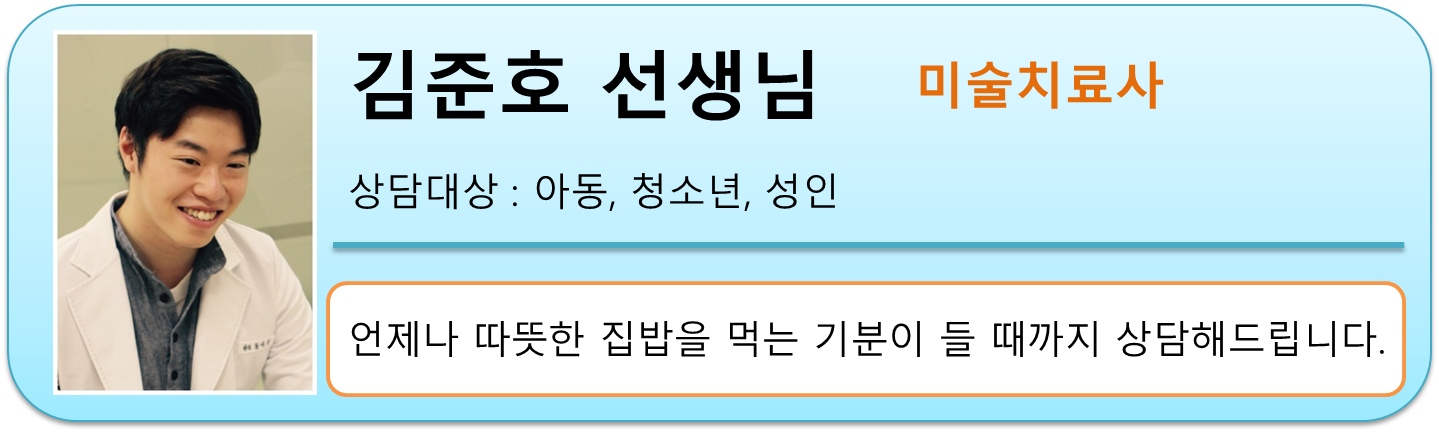 김준호 선생님 미술치료사
상담대상 : 아동, 청소년, 성인
언제나 따뜻한 집밥을 먹는 기분이 들 때까지 상담해드립니다.